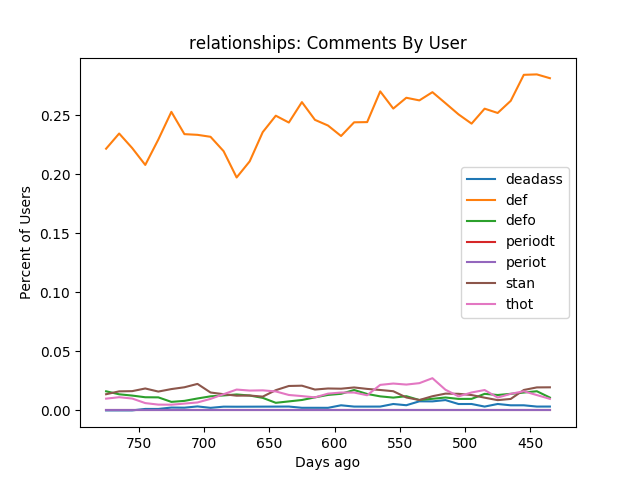 relationships: Comments By User
Percent of Users
0.25
0.20
0.15
0.10
0.05
0.00
deadass
def
defo
periodt
periot
stan
thot
750 700 650 600 550 500 450
Days ago